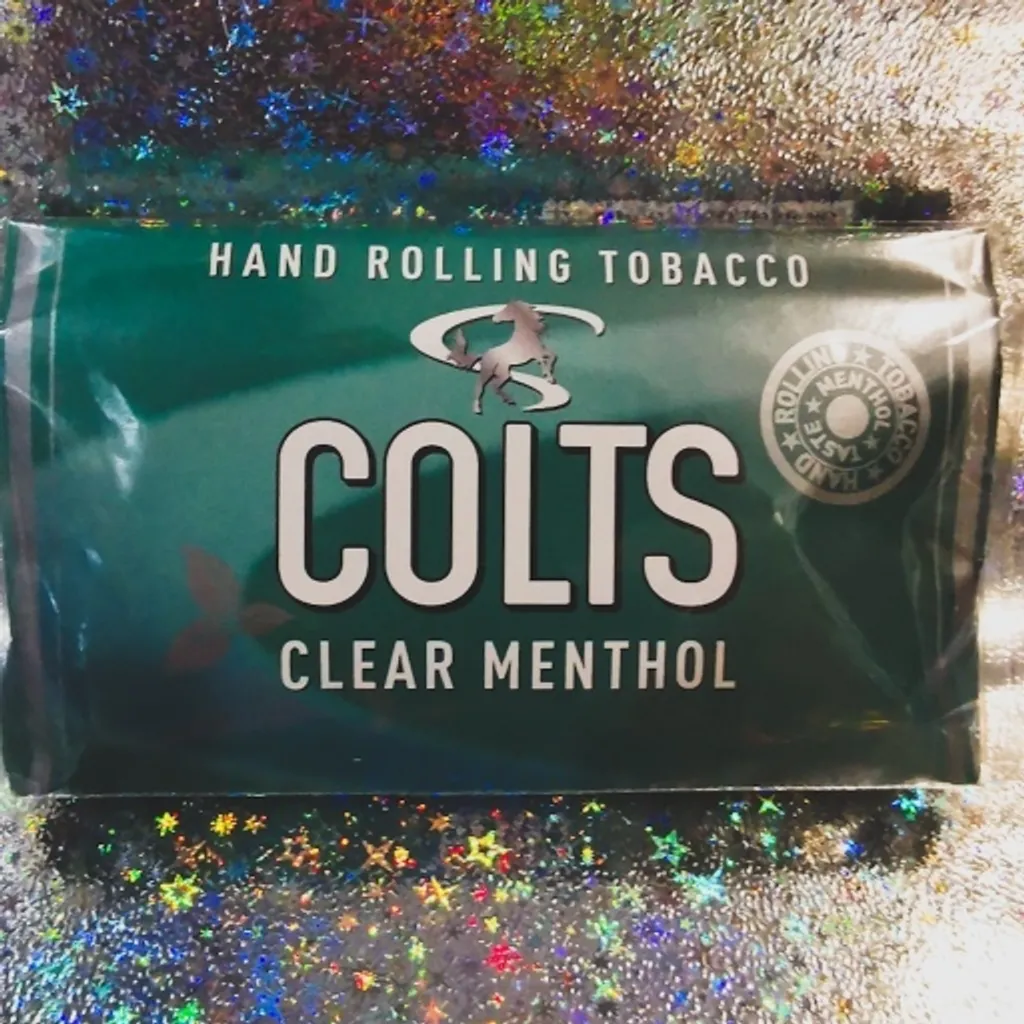 HAND ROLLING TOBACCO
COLTS
CLEAR MENTHOL
HAND ★ ROLLING ★ TOBACCO ★
MENTHOL ★ TASTE ★